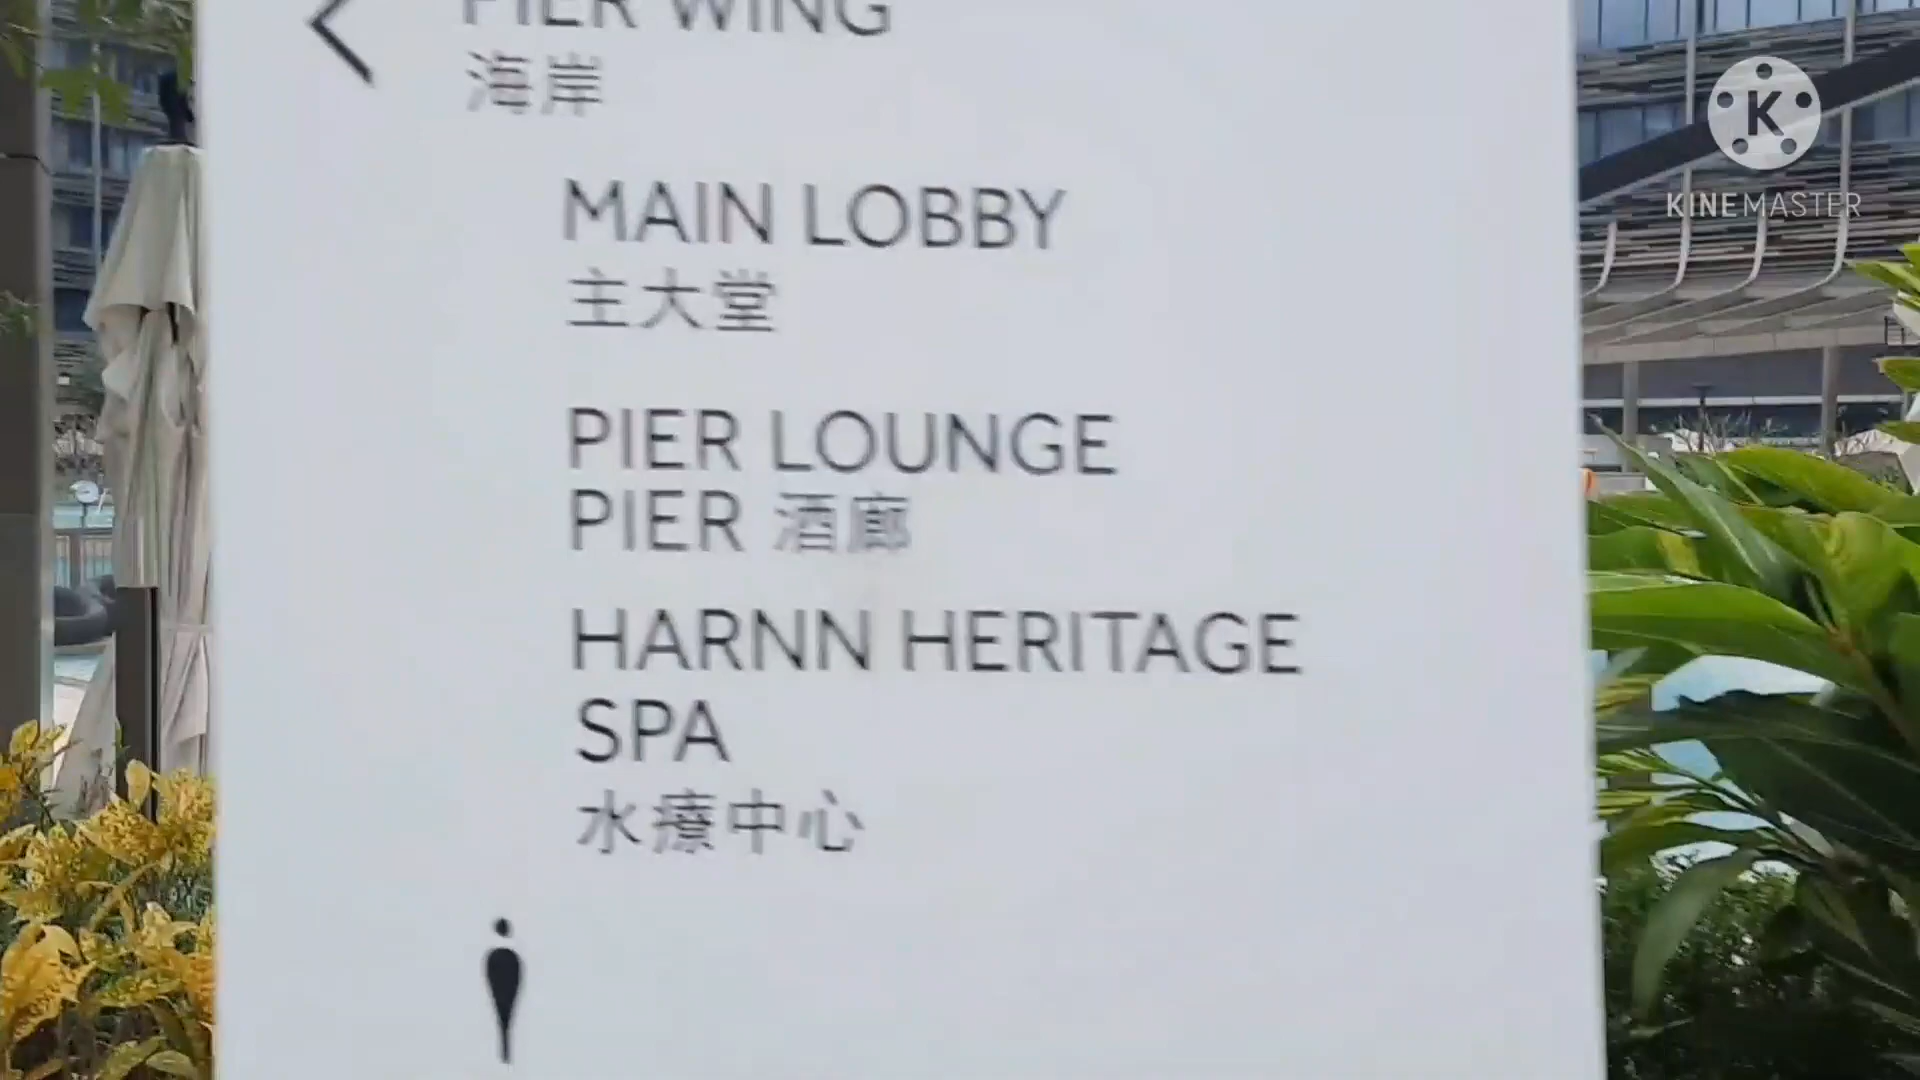 PIER WING
海岸
MAIN LOBBY
主大堂
PIER LOUNGE
PIER 酒廊
HARNN HERITAGE
SPA
水療中心
K
KINEMASTER